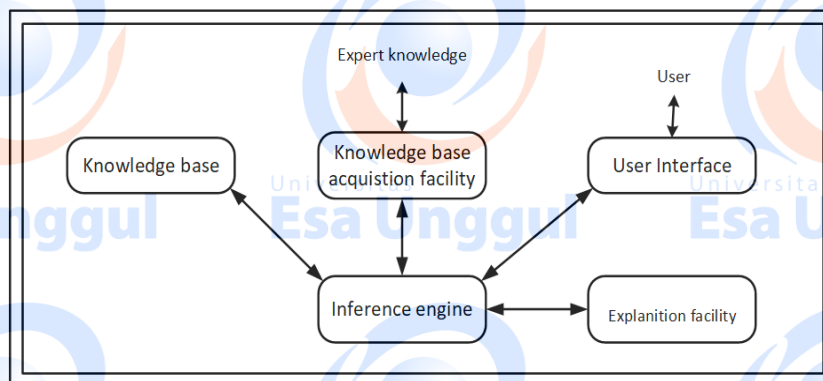 Expert knowledge
User
Knowledge base
Knowledge base
acquistion facility
User Interface
Universitas
Universita
nggul
Esa Unggul
Esa U
Inference engine
Explanition facility